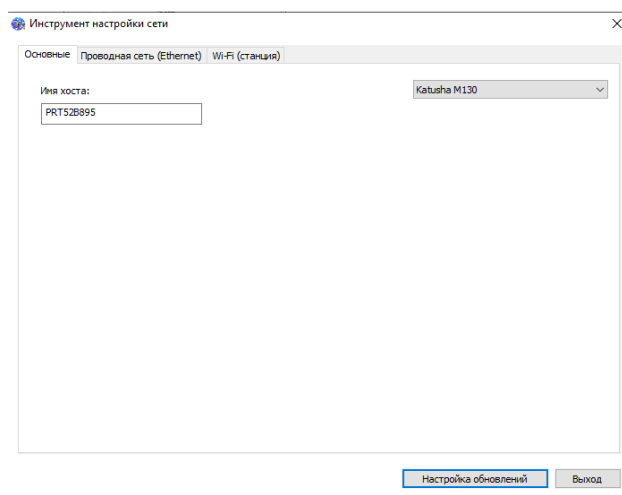 Инструмент настройки сети
Основные Проводная сеть (Ethernet) Wi-Fi (станция)
Имя хоста:
Katusha M130
PRT52B895
Настройка обновлений Выход